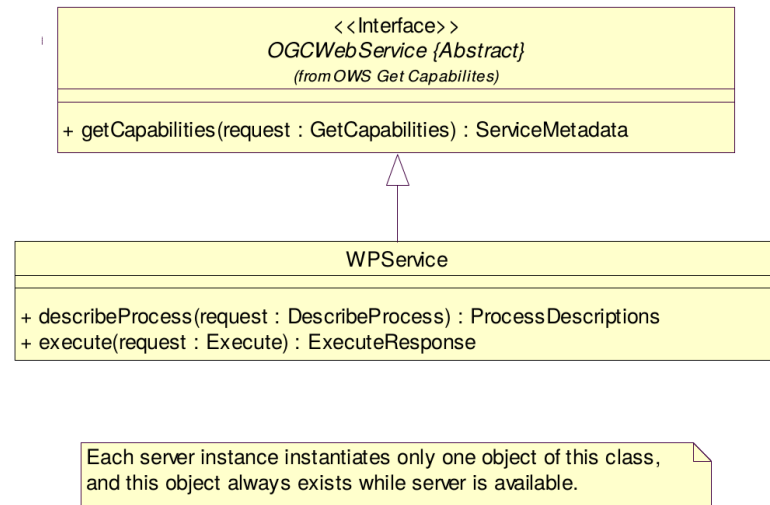 <<Interface>>
OGCWebService {Abstract}
(from OWS Get Capabilites)
+ getCapabilities(request : GetCapabilities) : ServiceMetadata
WPService
+ describeProcess(request : DescribeProcess) : ProcessDescriptions
+ execute(request : Execute) : ExecuteResponse
Each server instance instantiates only one object of this class,
and this object always exists while server is available.